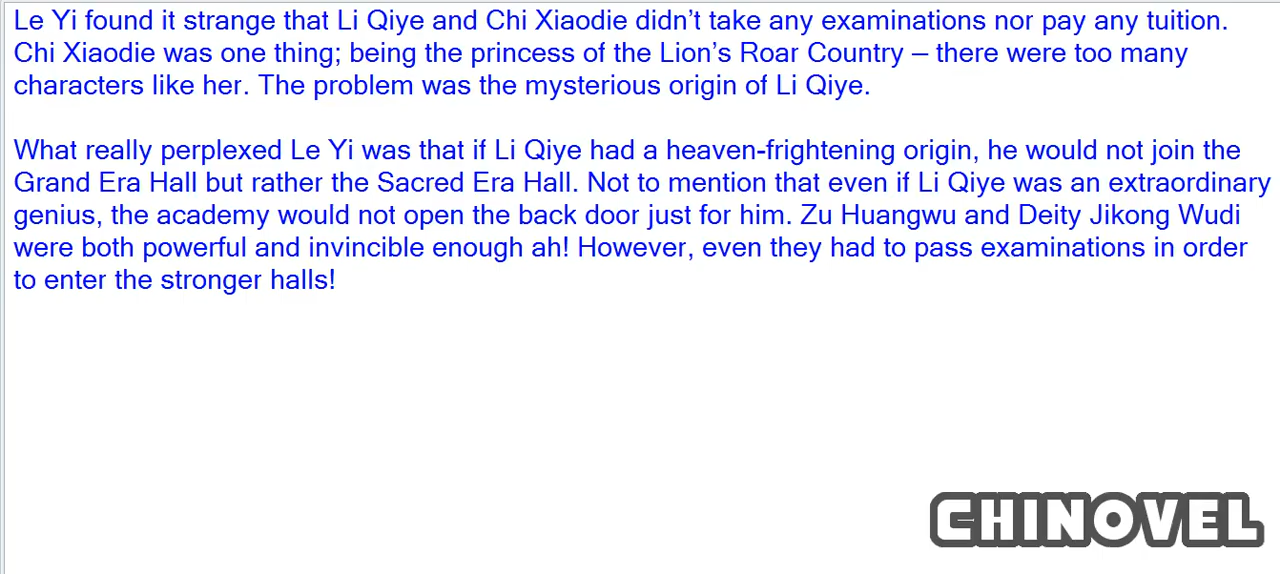 Le Yi found it strange that Li Qiye and Chi Xiaodie didn’t take any examinations nor pay any tuition.
Chi Xiaodie was one thing; being the princess of the Lion’s Roar Country – there were too many
characters like her. The problem was the mysterious origin of Li Qiye.
What really perplexed Le Yi was that if Li Qiye had a heaven-frightening origin, he would not join the
Grand Era Hall but rather the Sacred Era Hall. Not to mention that even if Li Qiye was an extraordinary
genius, the academy would not open the back door just for him. Zu Huangwu and Deity Jikong Wudi
were both powerful and invincible enough ah! However, even they had to pass examinations in order
to enter the stronger halls!
CHINOVEL